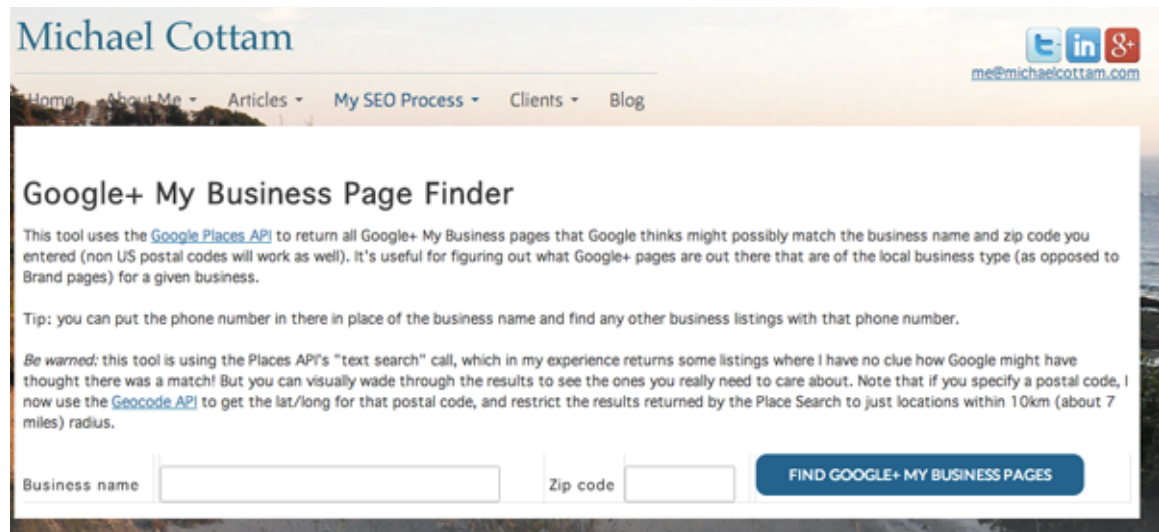 Michael Cottam
me@michaelcottam.com
Home About Me Articles My SEO Process Clients Blog
Google+ My Business Page Finder
This tool uses the Google Places API to return all Google+ My Business pages that Google thinks might possibly match the business name and zip code you
entered (non US postal codes will work as well). It's useful for figuring out what Google+ pages are out there that are of the local business type (as opposed to
Brand pages) for a given business.
Tip: you can put the phone number in there in place of the business name and find any other business listings with that phone number.
Be warned: this tool is using the Places API's "text search" call, which in my experience returns some listings where I have no clue how Google might have
thought there was a match! But you can visually wade through the results to see the ones you really need to care about. Note that if you specify a postal code, I
now use the Geocode API to get the lat/long for that postal code, and restrict the results returned by the Place Search to just locations within 10km (about 7
miles) radius.
Business name Zip code FIND GOOGLE+ MY BUSINESS PAGES